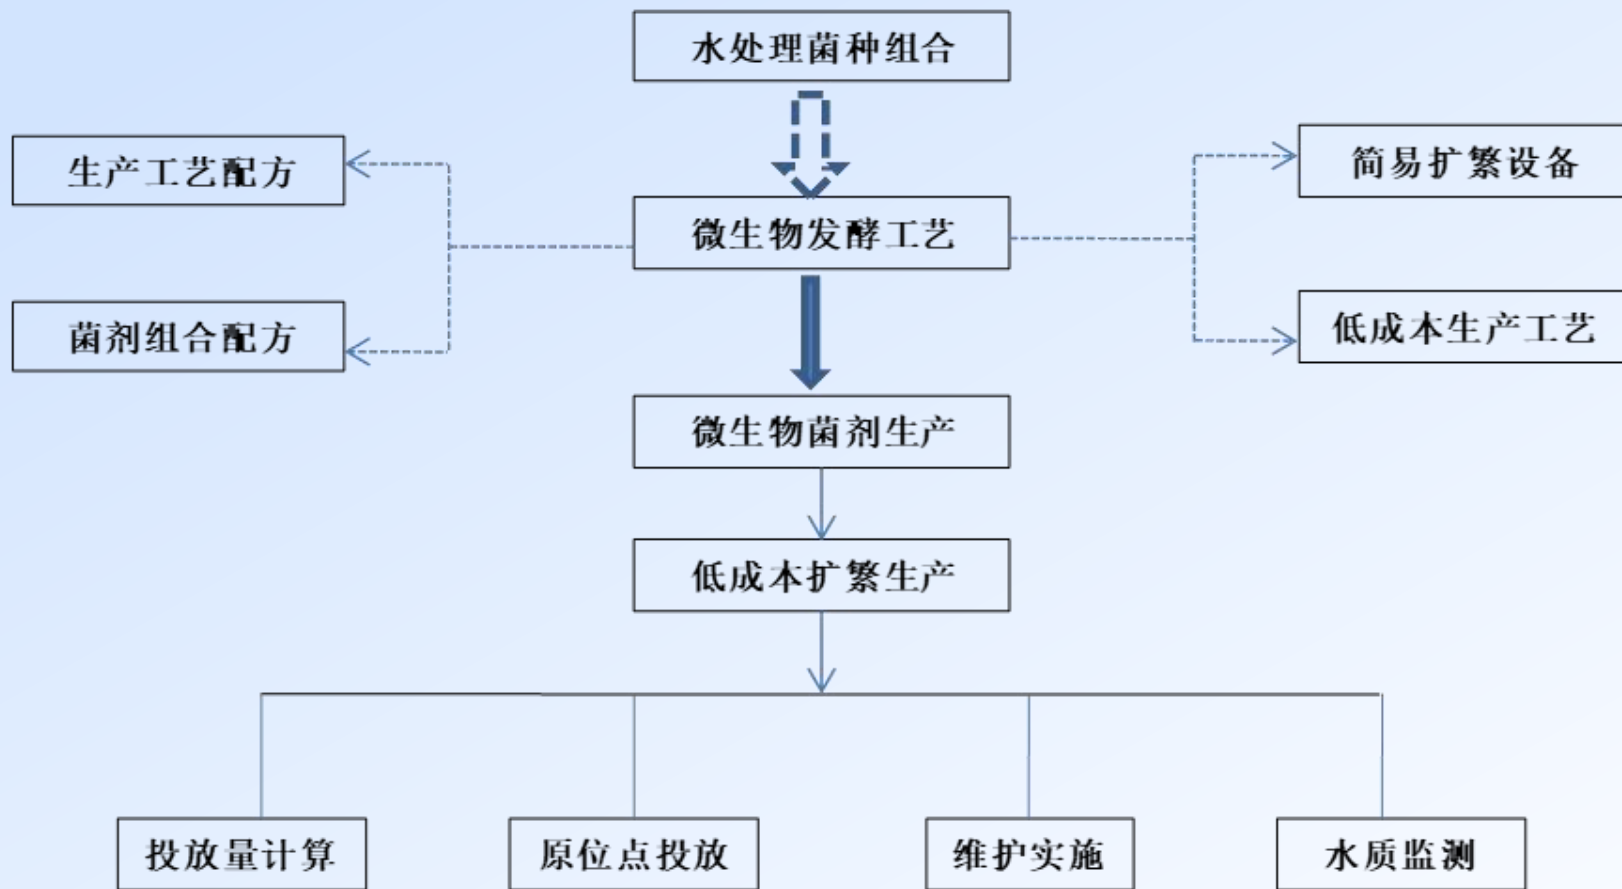 水处理菌种组合
生产工艺配方
简易扩繁设备
微生物发酵工艺
菌剂组合配方
低成本生产工艺
微生物菌剂生产
低成本扩繁生产
投放量计算
原位点投放
维护实施
水质监测